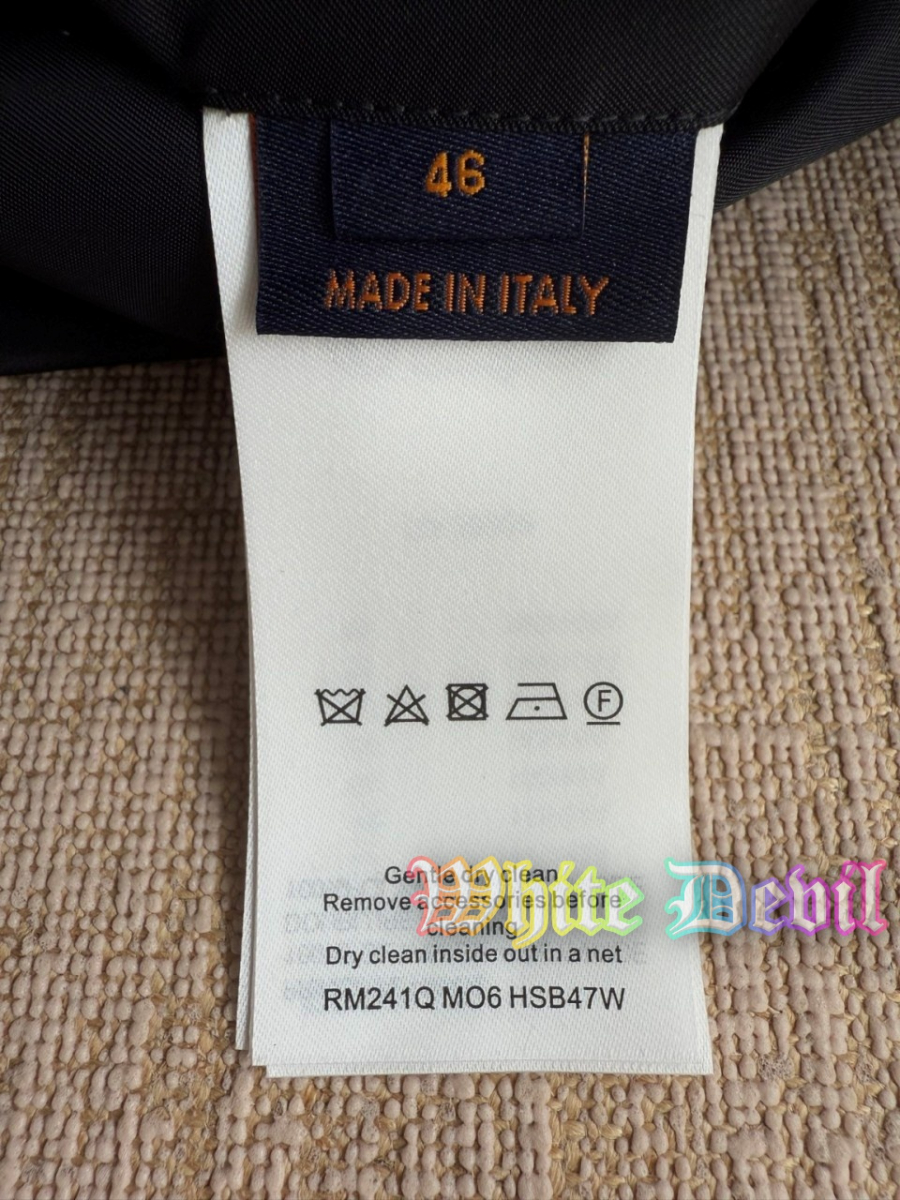 46
MADE IN ITALY
F
Gentle dry clean
Remove accessories before
cleaning
Dry clean inside out in a net
RM241Q MO6 HSB47W
White Devil